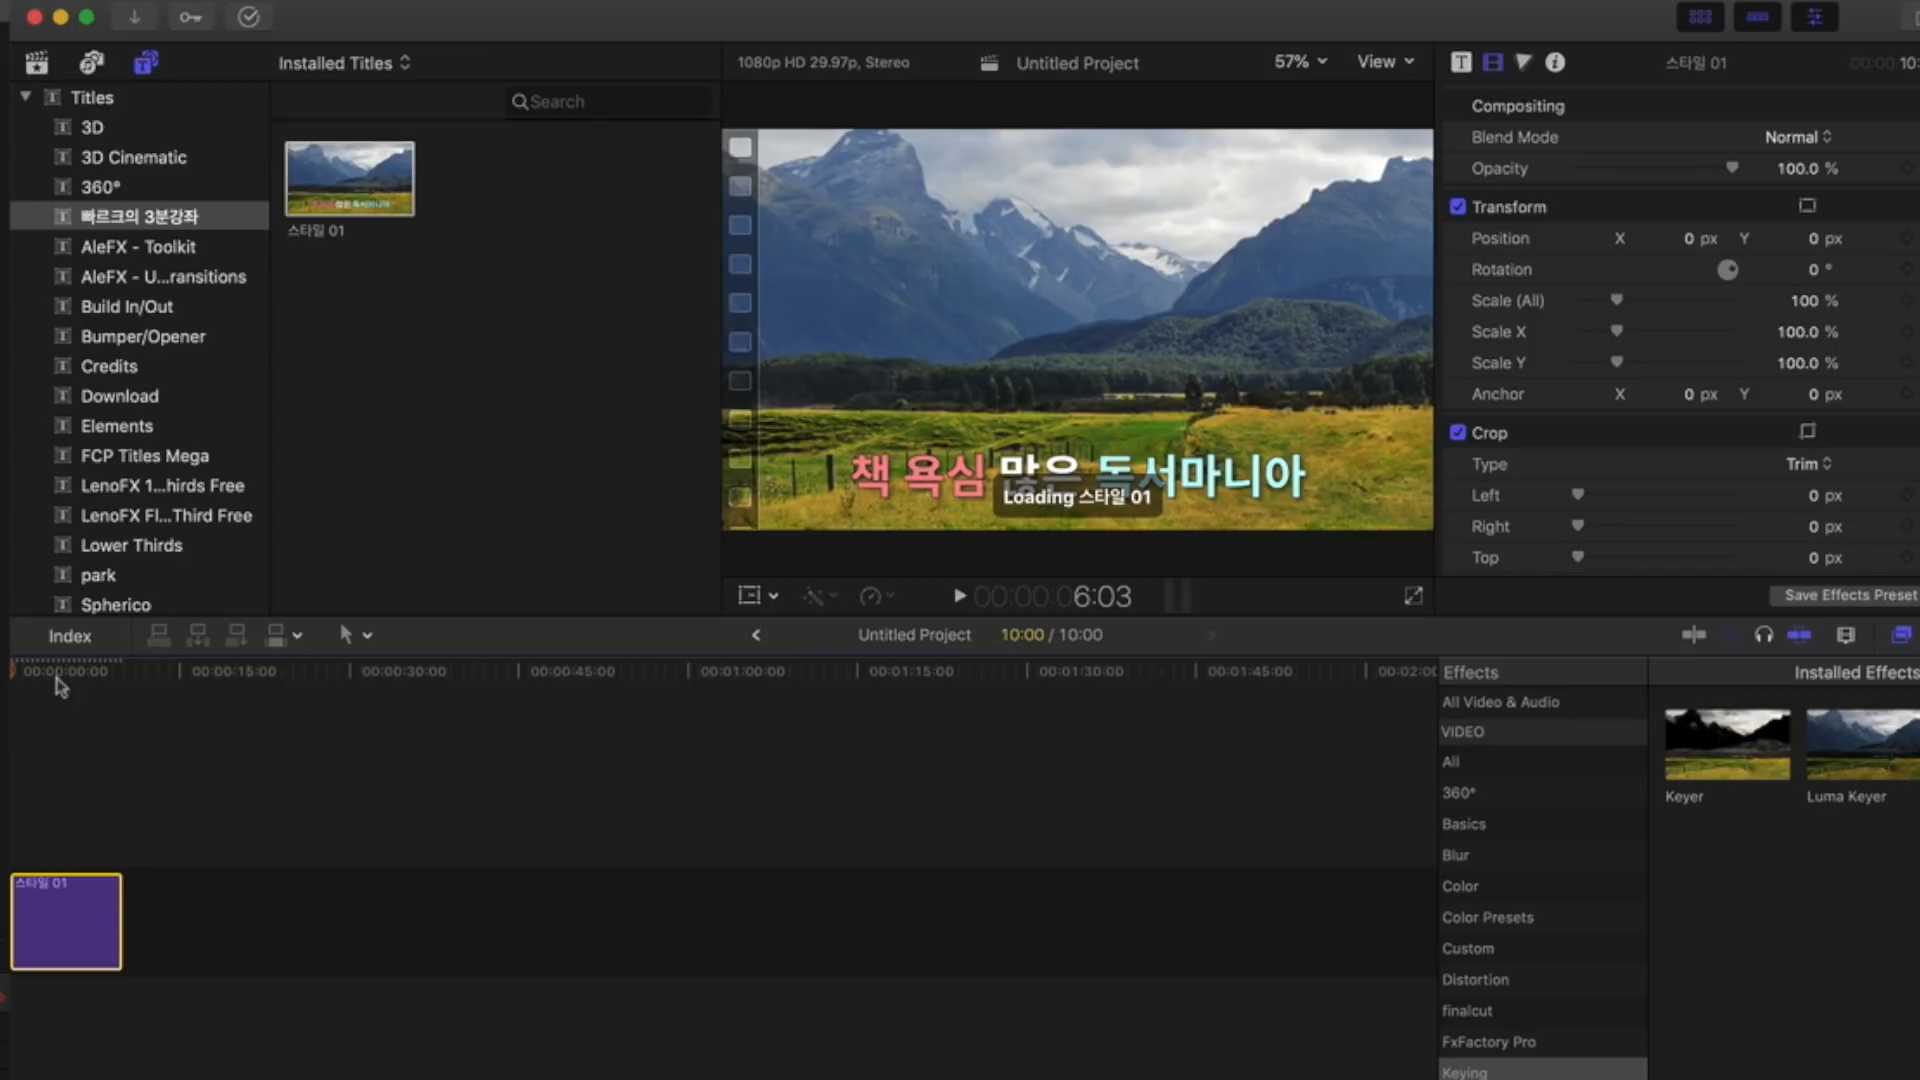 Installed Titles
1080p HD 29.97p, Stereo
Untitled Project
57%
View
스타일 01
00:00 10:
Titles
Search
3D
3D Cinematic
360°
빠르크의 3분강좌
AleFX - Toolkit
AleFX - U...ransitions
Build In/Out
Bumper/Opener
Credits
Download
Elements
FCP Titles Mega
LenoFX 1...hirds Free
LenoFX Fl...Third Free
Lower Thirds
park
Spherico
스타일 01
책 욕심 많은 독서마니아
Loading 스타일 01
00:00:06:03
Compositing
Blend Mode Normal
Opacity 100.0 %
Transform
Position X 0 px Y 0 px
Rotation 0 °
Scale (All) 100 %
Scale X 100.0 %
Scale Y 100.0 %
Anchor X 0 px Y 0 px
Crop
Type Trim
Left 0 px
Right 0 px
Top 0 px
Save Effects Preset
Index
Untitled Project
10:00 / 10:00
00:00:00:00 00:00:15:00 00:00:30:00 00:00:45:00 00:01:00:00 00:01:15:00 00:01:30:00 00:01:45:00 00:02:00
스타일 01
Effects
Installed Effects
All Video & Audio
VIDEO
All
360°
Basics
Blur
Color
Color Presets
Custom
Distortion
finalcut
FxFactory Pro
Keying
Keyer
Luma Keyer